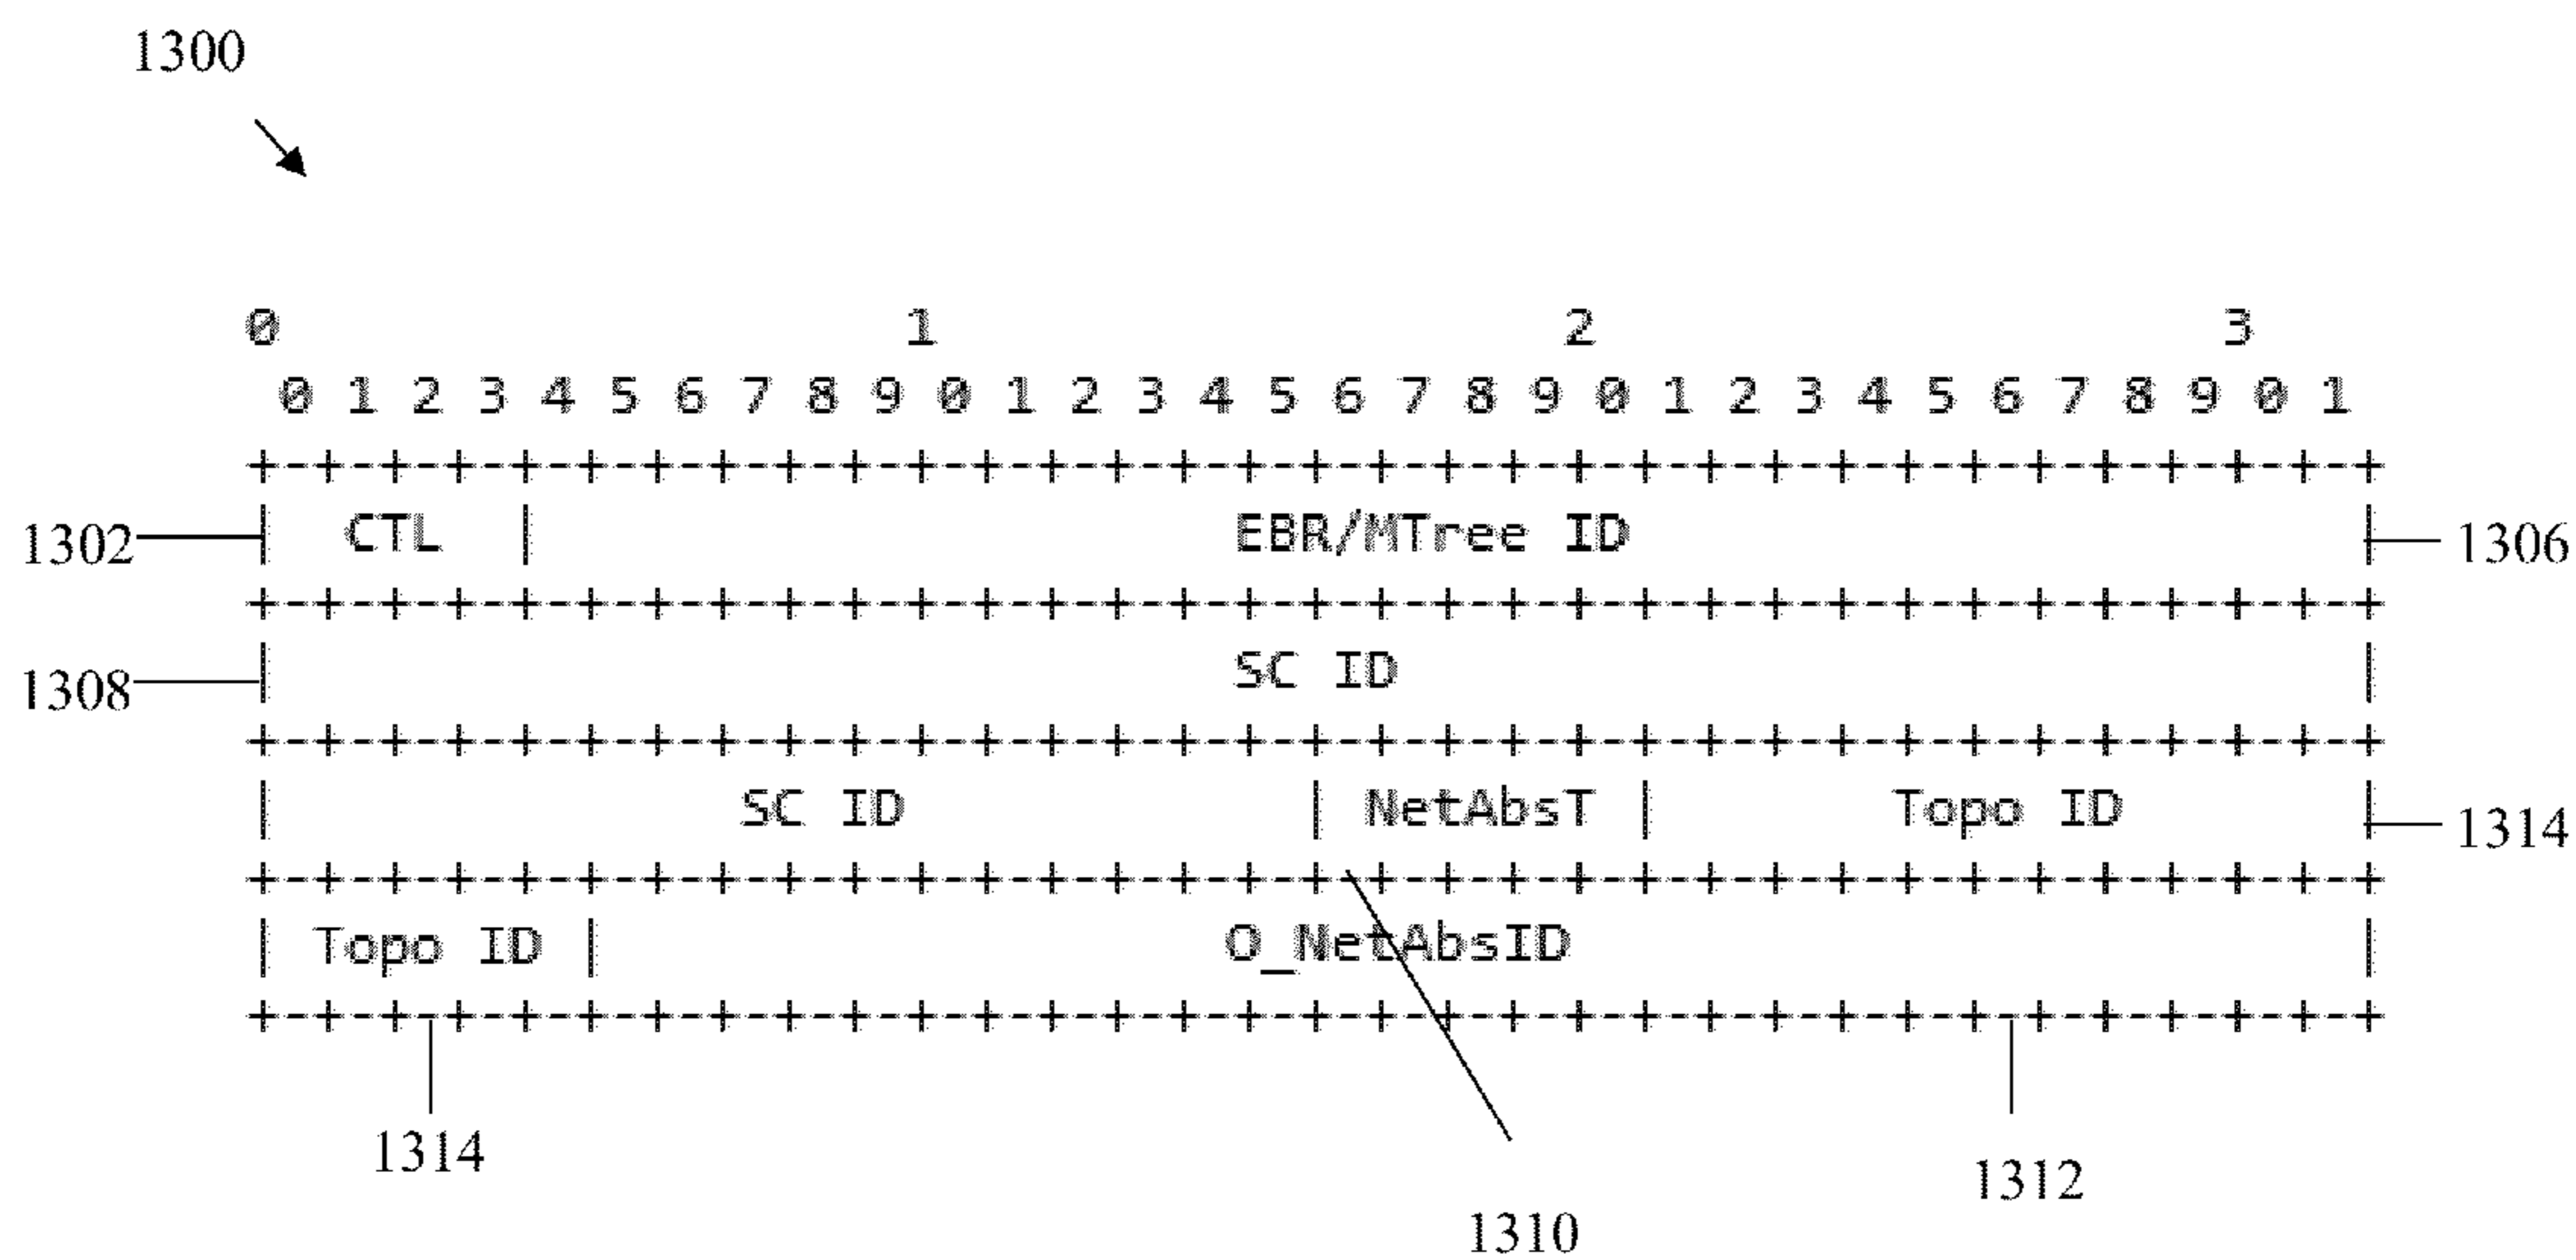 1300
0 1 2 3
0 1 2 3 4 5 6 7 8 9 0 1 2 3 4 5 6 7 8 9 0 1 2 3 4 5 6 7 8 9 0 1
+-+-+-+-+-+-+-+-+-+-+-+-+-+-+-+-+-+-+-+-+-+-+-+-+-+-+-+-+-+-+-+-+
1302 | CTL | EBR/MTree ID | 1306
+-+-+-+-+-+-+-+-+-+-+-+-+-+-+-+-+-+-+-+-+-+-+-+-+-+-+-+-+-+-+-+-+
1308 | SC ID |
+-+-+-+-+-+-+-+-+-+-+-+-+-+-+-+-+-+-+-+-+-+-+-+-+-+-+-+-+-+-+-+-+
| SC ID | NetAbsT | Topo ID | 1314
+-+-+-+-+-+-+-+-+-+-+-+-+-+-+-+-+-+-+-+-+-+-+-+-+-+-+-+-+-+-+-+-+
| Topo ID | O_NetAbsID |
+-+-+-+-+-+-+-+-+-+-+-+-+-+-+-+-+-+-+-+-+-+-+-+-+-+-+-+-+-+-+-+-+
1314 1312
1310